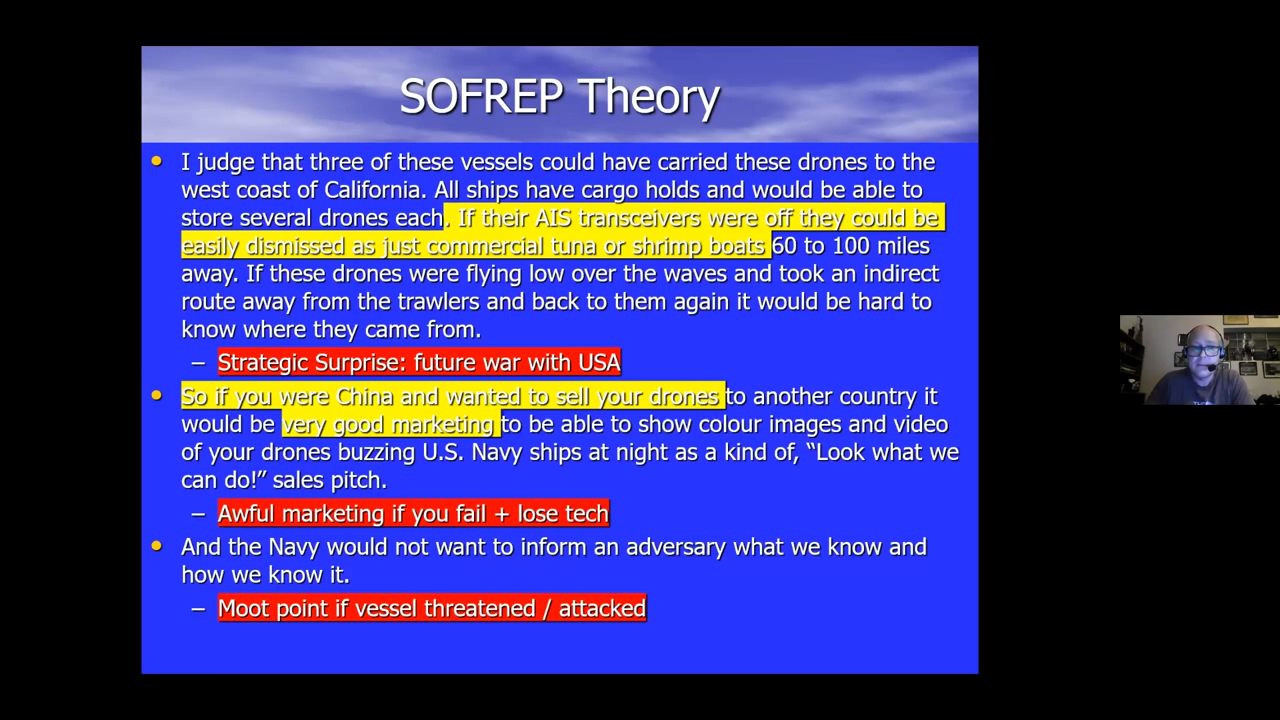 SOFREP Theory
• I judge that three of these vessels could have carried these drones to the
west coast of California. All ships have cargo holds and would be able to
store several drones each. If their AIS transceivers were off they could be
easily dismissed as just commercial tuna or shrimp boats 60 to 100 miles
away. If these drones were flying low over the waves and took an indirect
route away from the trawlers and back to them again it would be hard to
know where they came from.
– Strategic Surprise: future war with USA
• So if you were China and wanted to sell your drones to another country it
would be very good marketing to be able to show colour images and video
of your drones buzzing U.S. Navy ships at night as a kind of, “Look what we
can do!” sales pitch.
– Awful marketing if you fail + lose tech
• And the Navy would not want to inform an adversary what we know and
how we know it.
– Moot point if vessel threatened / attacked